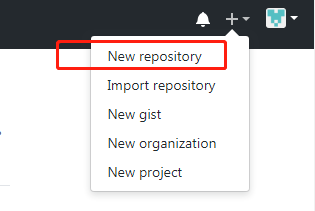 New repository
Import repository
New gist
New organization
New project